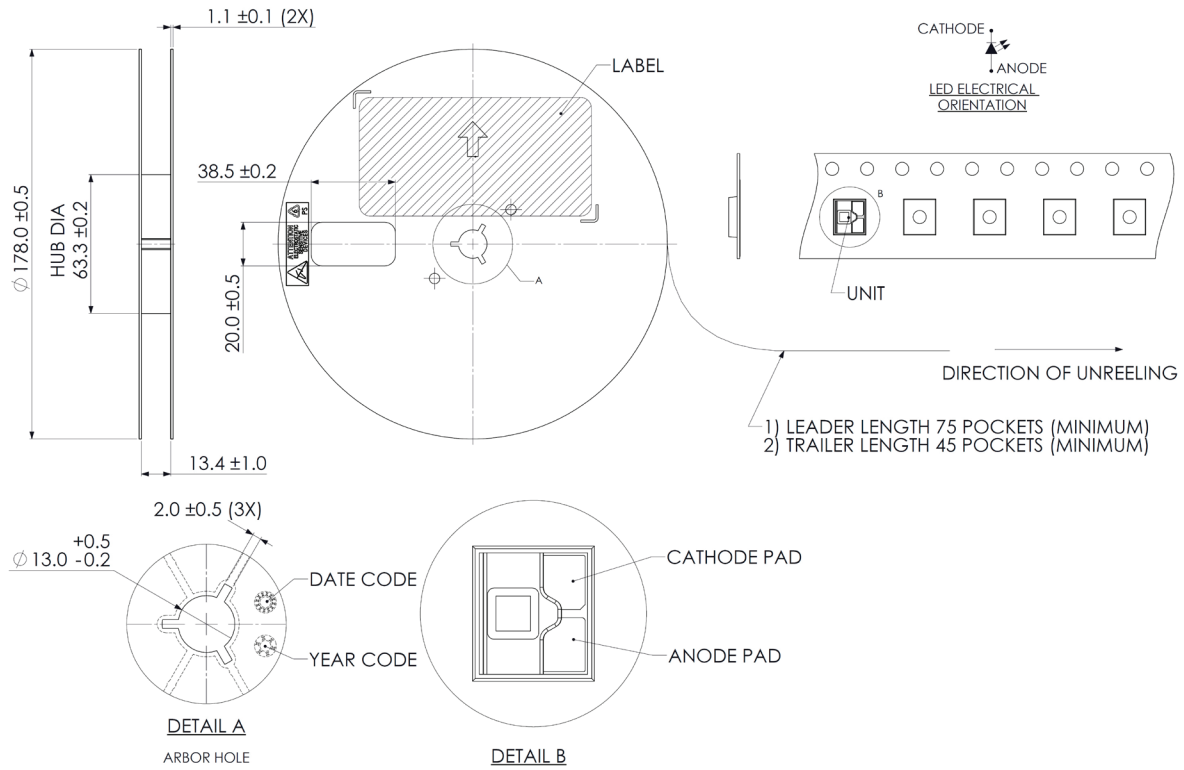 1.1 ±0.1 (2X)
CATHODE
ANODE
LED ELECTRICAL
ORIENTATION
LABEL
38.5 ±0.2
Ø 178.0 ±0.5
HUB DIA
63.3 ±0.2
20.0 ±0.5
ATTENTION
A
B
UNIT
DIRECTION OF UNREELING
1) LEADER LENGTH 75 POCKETS (MINIMUM)
2) TRAILER LENGTH 45 POCKETS (MINIMUM)
13.4 ±1.0
2.0 ±0.5 (3X)
+0.5
Ø 13.0 -0.2
DATE CODE
YEAR CODE
DETAIL A
ARBOR HOLE
CATHODE PAD
ANODE PAD
DETAIL B